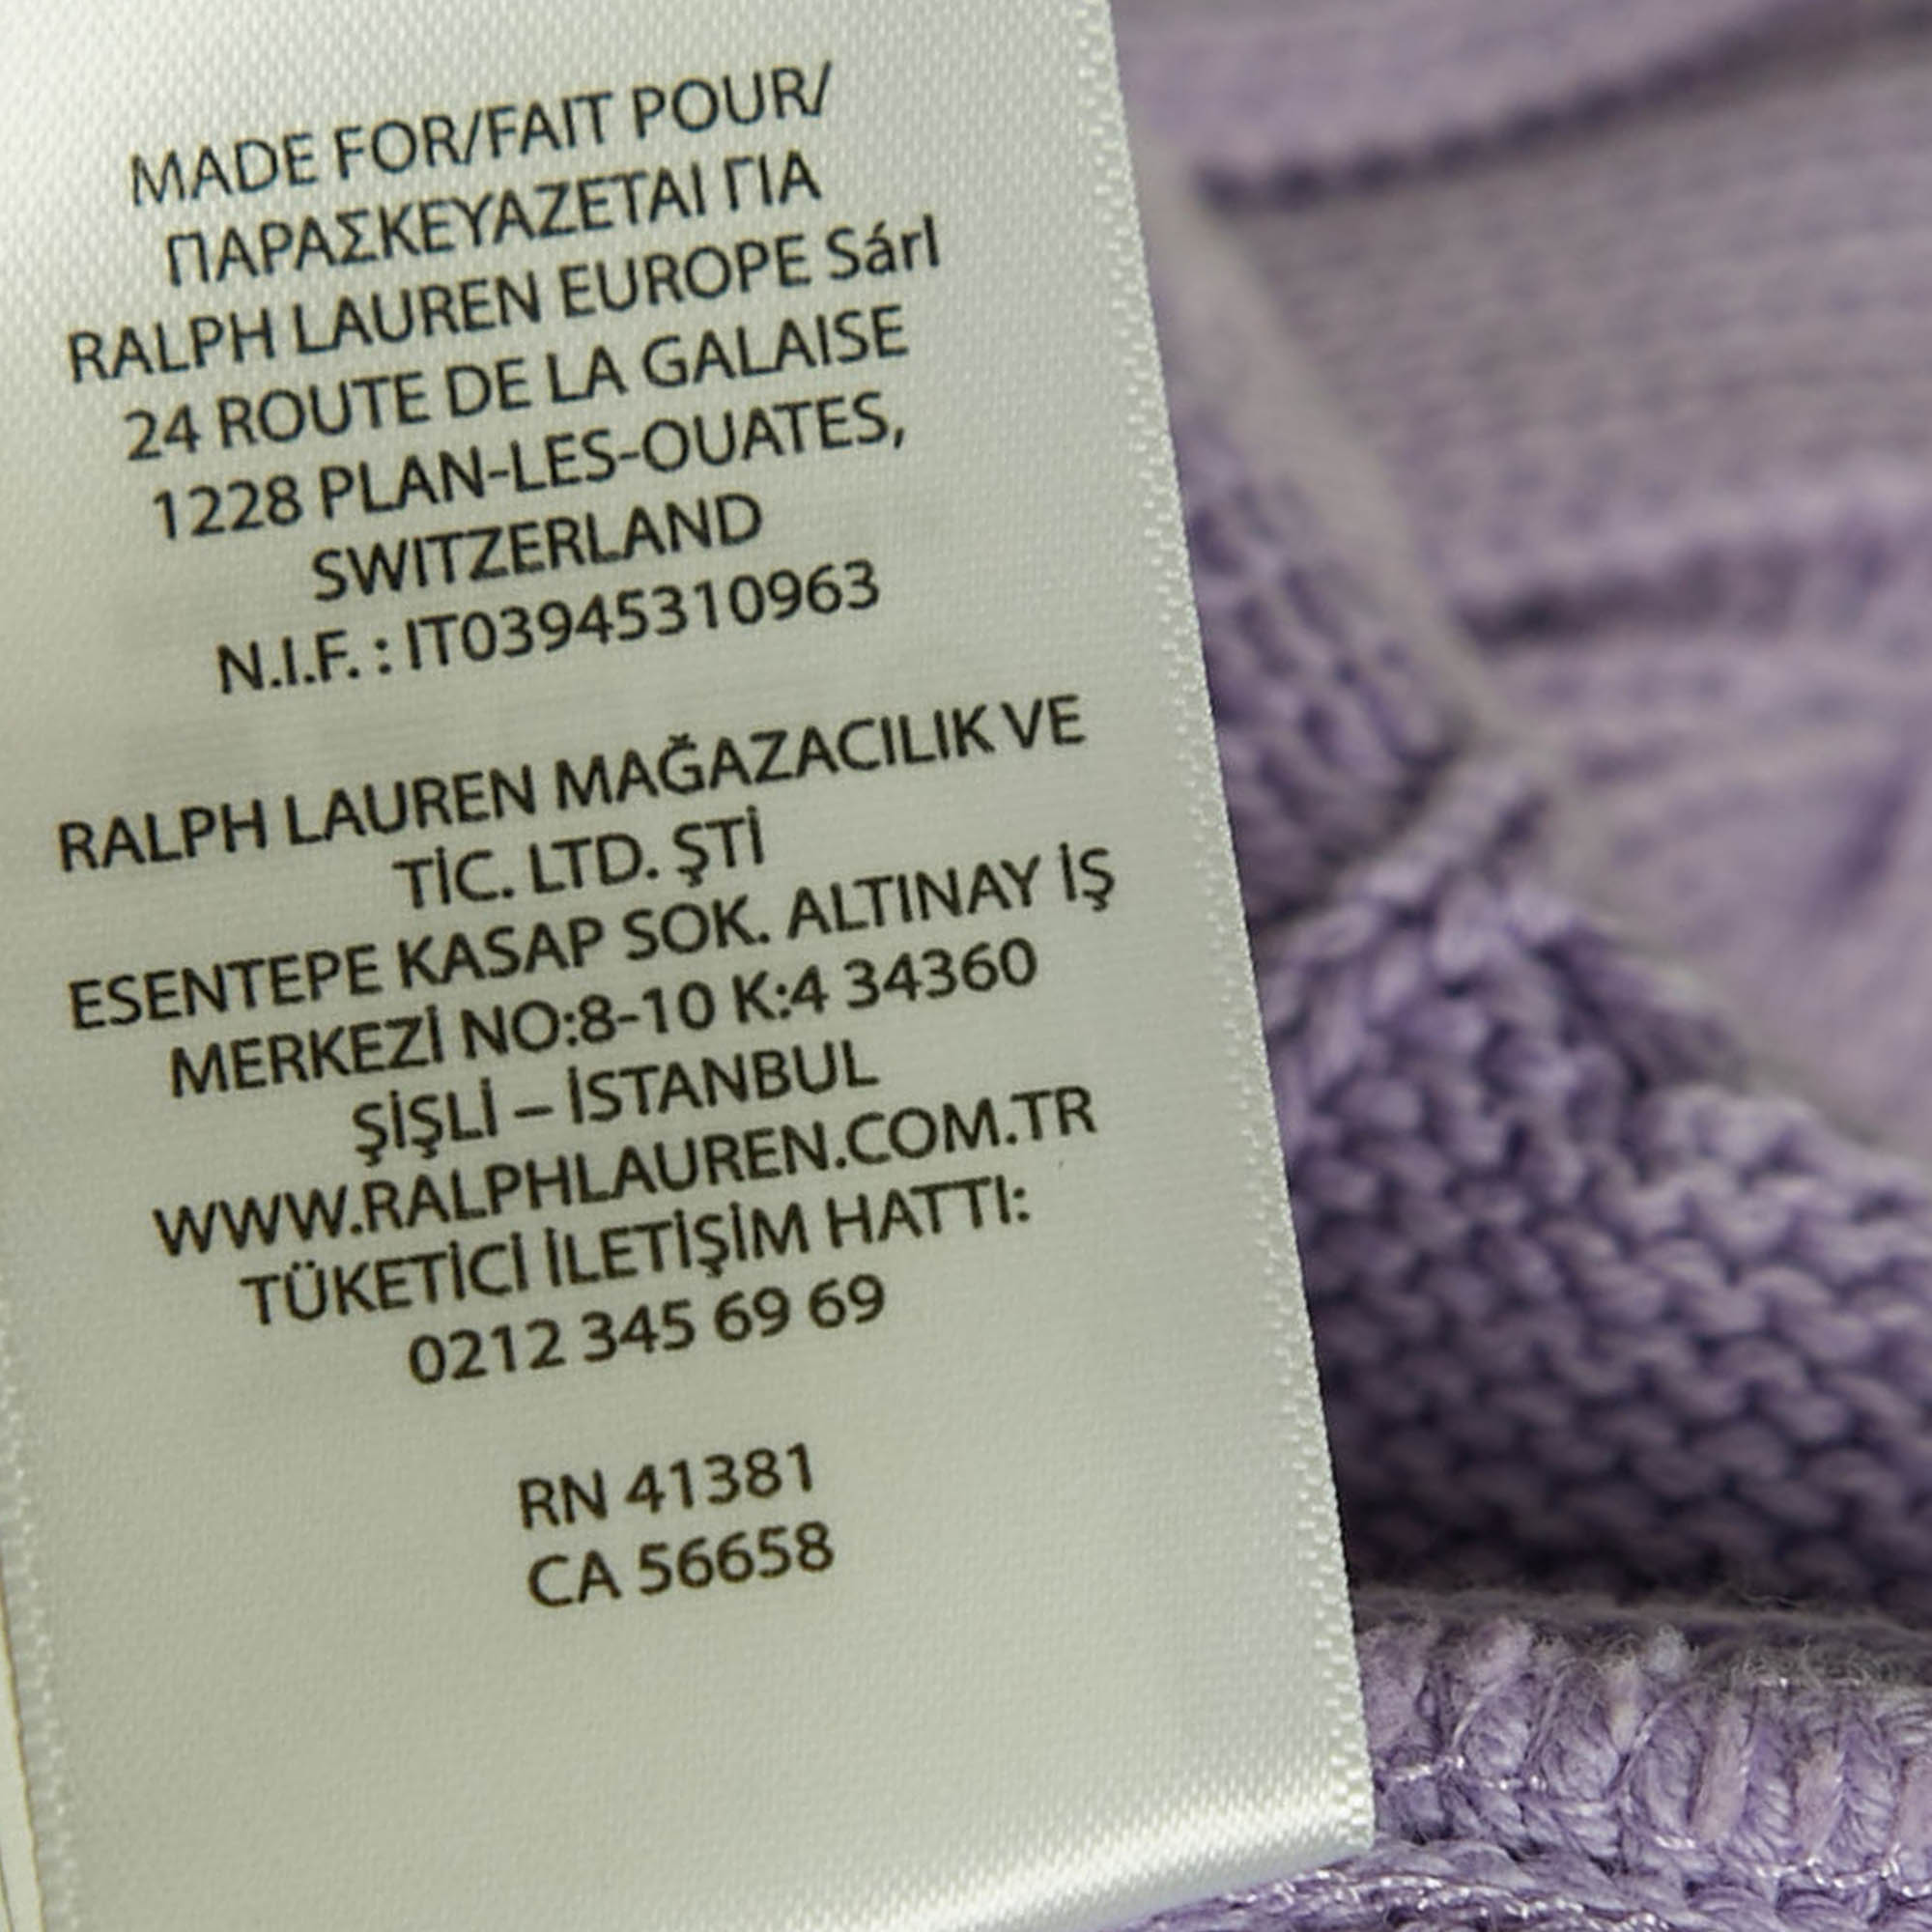 MADE FOR/FAIT POUR/
ΠΑΡΑΣΚΕΥΑΖΕΤΑΙ ΓΙΑ
RALPH LAUREN EUROPE Sárl
24 ROUTE DE LA GALAISE
1228 PLAN-LES-OUATES,
SWITZERLAND
N.I.F. : IT03945310963
RALPH LAUREN MAĞAZACILIK VE
TİC. LTD. ŞTİ
ESENTEPE KASAP SOK. ALTINAY İŞ
MERKEZİ NO:8-10 K:4 34360
ŞİŞLİ – İSTANBUL
WWW.RALPHLAUREN.COM.TR
TÜKETİCİ İLETİŞİM HATTI:
0212 345 69 69
RN 41381
CA 56658